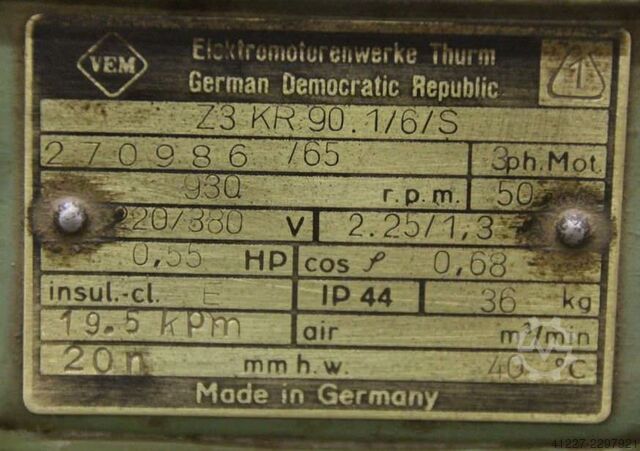 VEM
Elektromotorenwerke Thurm
German Democratic Republic
1
Z3 KR 90.1/6/S
270986 /65 3ph. Mot.
930 r.p.m. 50
220/380 V 2.25/1,3
0,55 HP cos ρ 0,68
insul.-cl. E IP 44 36 kg
19.5 kpm air m³/min
20n mm h.w. 40 °C
Made in Germany
41227-2297921